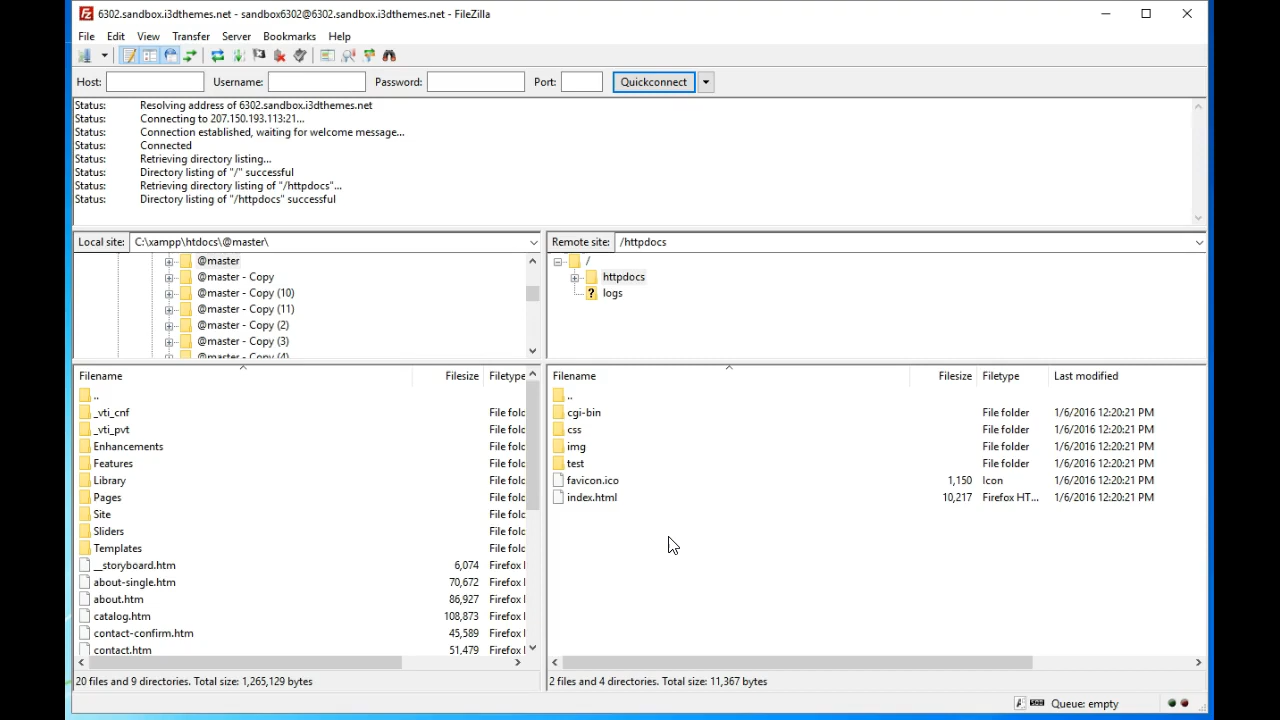 6302.sandbox.i3dthemes.net - sandbox6302@6302.sandbox.i3dthemes.net - FileZilla
File Edit View Transfer Server Bookmarks Help
Host: Username: Password: Port: Quickconnect
Status: Resolving address of 6302.sandbox.i3dthemes.net
Status: Connecting to 207.150.193.113:21...
Status: Connection established, waiting for welcome message...
Status: Connected
Status: Retrieving directory listing...
Status: Directory listing of "/" successful
Status: Retrieving directory listing of "/httpdocs"...
Status: Directory listing of "/httpdocs" successful
Local site: C:\xampp\htdocs\@master\
@master
@master - Copy
@master - Copy (10)
@master - Copy (11)
@master - Copy (2)
@master - Copy (3)
@master - Copy (4)
Filename Filesize Filetype
..
_vti_cnf File folc
_vti_pvt File folc
Enhancements File folc
Features File folc
Library File folc
Pages File folc
Site File folc
Sliders File folc
Templates File folc
__storyboard.htm 6,074 Firefox
about-single.htm 70,672 Firefox
about.htm 86,927 Firefox
catalog.htm 108,873 Firefox
contact-confirm.htm 45,589 Firefox
contact.htm 51,479 Firefox
20 files and 9 directories. Total size: 1,265,129 bytes
Remote site: /httpdocs
/
httpdocs
? logs
Filename Filesize Filetype Last modified
..
cgi-bin File folder 1/6/2016 12:20:21 PM
css File folder 1/6/2016 12:20:21 PM
img File folder 1/6/2016 12:20:21 PM
test File folder 1/6/2016 12:20:21 PM
favicon.ico 1,150 Icon 1/6/2016 12:20:21 PM
index.html 10,217 Firefox HT... 1/6/2016 12:20:21 PM
2 files and 4 directories. Total size: 11,367 bytes
Queue: empty